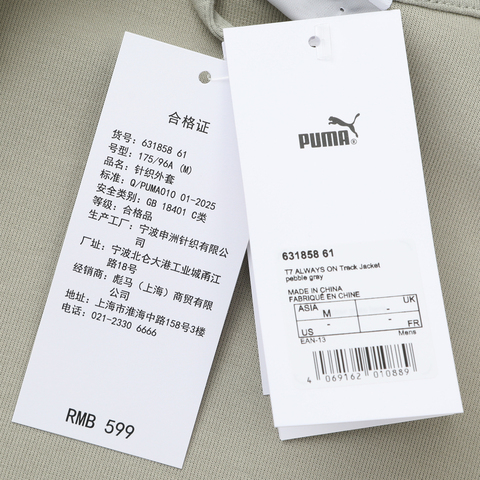 合格证
货号: 631858 61
号型: 175/96A (M)
品名: 针织外套
标准: Q/PUMA010 01-2025
安全类别: GB 18401 C类
等级: 合格品
生产工厂: 宁波申洲针织有限公
司
厂址: 宁波北仑大港工业城甬江
路18号
经销商: 彪马（上海）商贸有限
公司
地址: 上海市淮海中路158号3楼
电话: 021-2330 6666
RMB 599
PUMA®
631858 61
T7 ALWAYS ON Track Jacket
pebble gray
MADE IN CHINA
FABRIQUÉ EN CHINE
ASIA M - UK
US - - FR
EAN-13 Mens
4 069162 010889